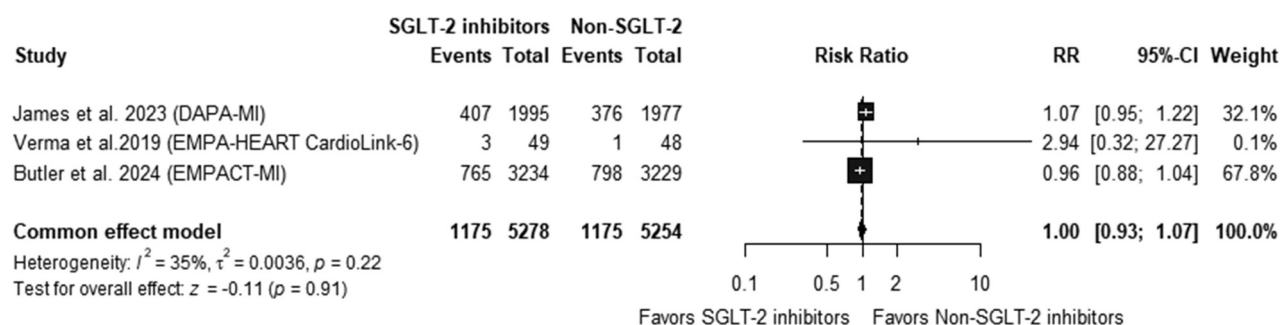 SGLT-2 inhibitors Non-SGLT-2
Study Events Total Events Total Risk Ratio RR 95%-CI Weight
James et al. 2023 (DAPA-MI) 407 1995 376 1977 1.07 [0.95; 1.22] 32.1%
Verma et al.2019 (EMPA-HEART CardioLink-6) 3 49 1 48 2.94 [0.32; 27.27] 0.1%
Butler et al. 2024 (EMPACT-MI) 765 3234 798 3229 0.96 [0.88; 1.04] 67.8%
Common effect model 1175 5278 1175 5254 1.00 [0.93; 1.07] 100.0%
Heterogeneity: I² = 35%, τ² = 0.0036, p = 0.22
Test for overall effect: z = -0.11 (p = 0.91)
0.1 0.5 1 2 10
Favors SGLT-2 inhibitors Favors Non-SGLT-2 inhibitors